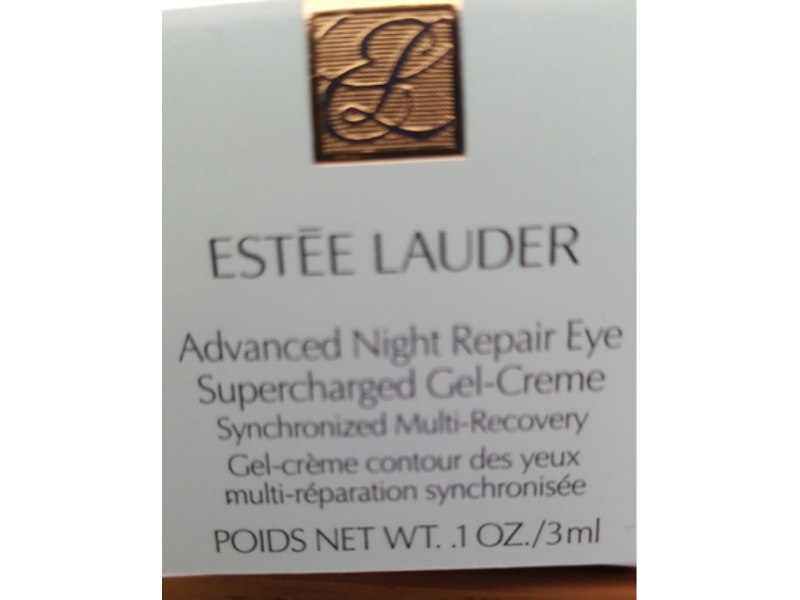 ESTĒE LAUDER
Advanced Night Repair Eye
Supercharged Gel-Creme
Synchronized Multi-Recovery
Gel-crème contour des yeux
multi-réparation synchronisée
POIDS NET WT. .1 OZ./3ml